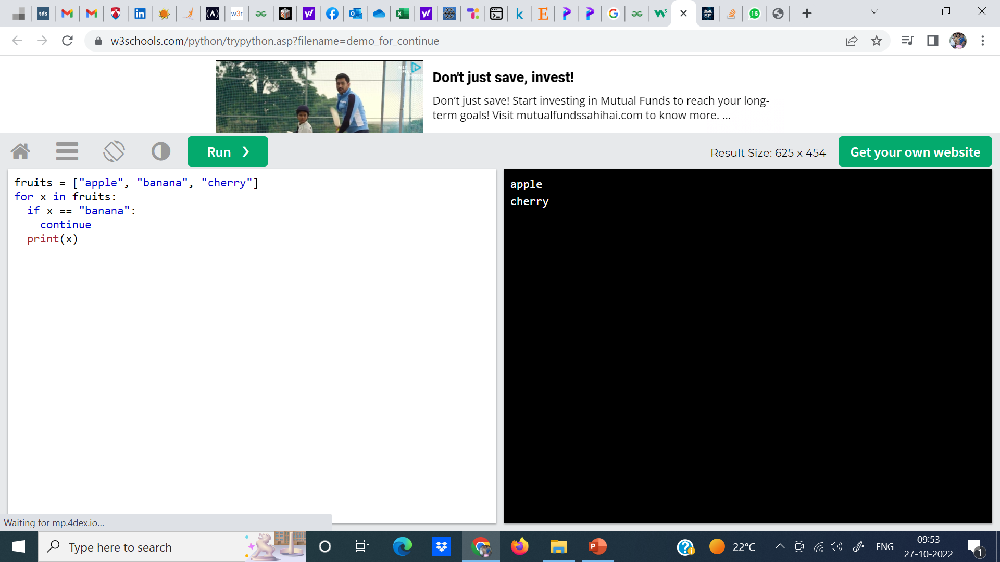 tds
w3r
16
w3schools.com/python/trypython.asp?filename=demo_for_continue
Don't just save, invest!
Don’t just save! Start investing in Mutual Funds to reach your long-
term goals! Visit mutualfundssahihai.com to know more. ...
Run ❯
Result Size: 625 x 454
Get your own website
fruits = ["apple", "banana", "cherry"]
for x in fruits:
  if x == "banana":
    continue
  print(x)
apple
cherry
Waiting for mp.4dex.io...
Type here to search
22°C
ENG
09:53
27-10-2022
1